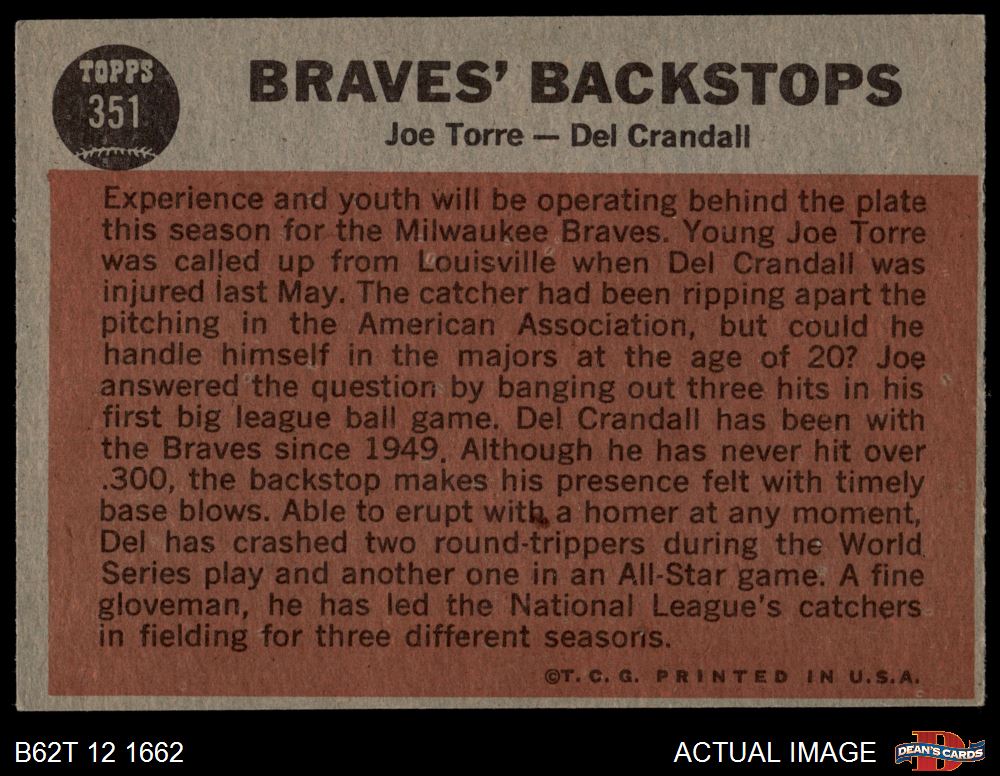 TOPPS
351
BRAVES' BACKSTOPS
Joe Torre — Del Crandall
Experience and youth will be operating behind the plate
this season for the Milwaukee Braves. Young Joe Torre
was called up from Louisville when Del Crandall was
injured last May. The catcher had been ripping apart the
pitching in the American Association, but could he
handle himself in the majors at the age of 20? Joe
answered the question by banging out three hits in his
first big league ball game. Del Crandall has been with
the Braves since 1949. Although he has never hit over
.300, the backstop makes his presence felt with timely
base blows. Able to erupt with a homer at any moment,
Del has crashed two round-trippers during the World
Series play and another one in an All-Star game. A fine
gloveman, he has led the National League's catchers
in fielding for three different seasons.
©T. C. G. PRINTED IN U.S.A.
B62T 12 1662
ACTUAL IMAGE
D
DEAN'S CARDS